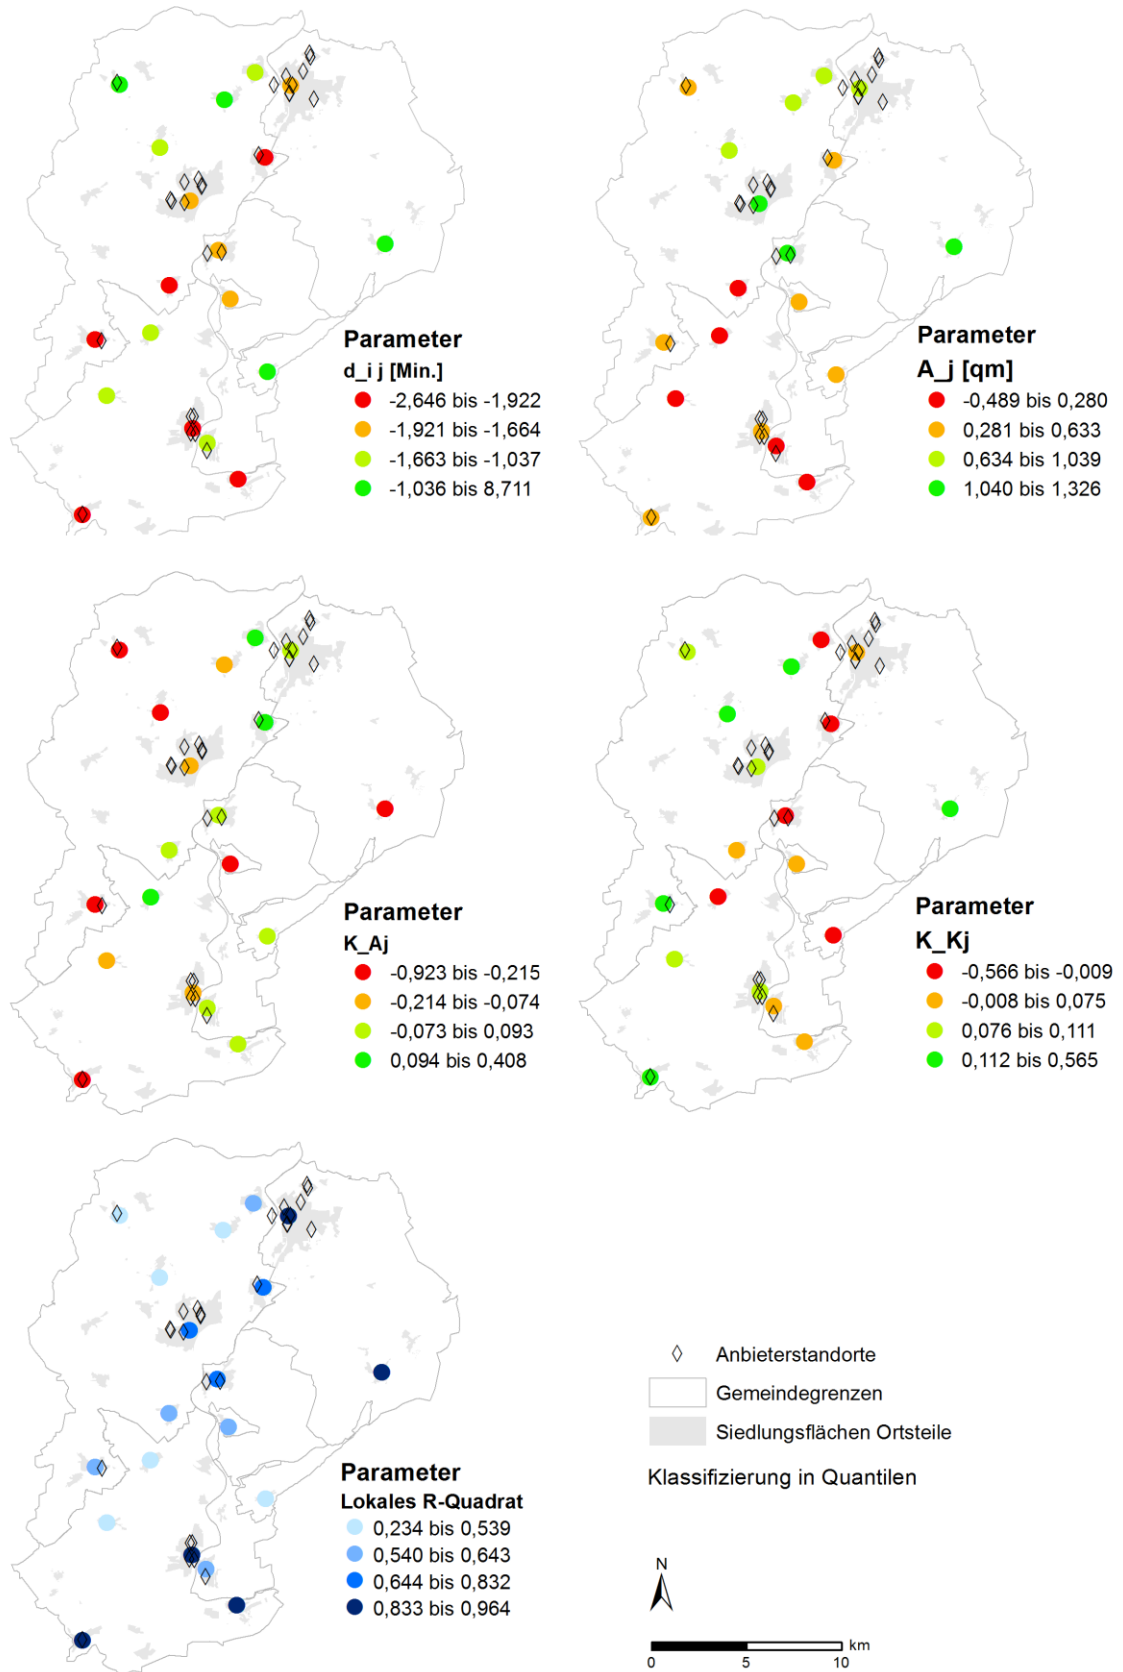 Parameter
d_i j [Min.]
-2,646 bis -1,922
-1,921 bis -1,664
-1,663 bis -1,037
-1,036 bis 8,711
Parameter
A_j [qm]
-0,489 bis 0,280
0,281 bis 0,633
0,634 bis 1,039
1,040 bis 1,326
Parameter
K_Aj
-0,923 bis -0,215
-0,214 bis -0,074
-0,073 bis 0,093
0,094 bis 0,408
Parameter
K_Kj
-0,566 bis -0,009
-0,008 bis 0,075
0,076 bis 0,111
0,112 bis 0,565
Parameter
Lokales R-Quadrat
0,234 bis 0,539
0,540 bis 0,643
0,644 bis 0,832
0,833 bis 0,964
Anbieterstandorte
Gemeindegrenzen
Siedlungsflächen Ortsteile
Klassifizierung in Quantilen
N
km
0 5 10